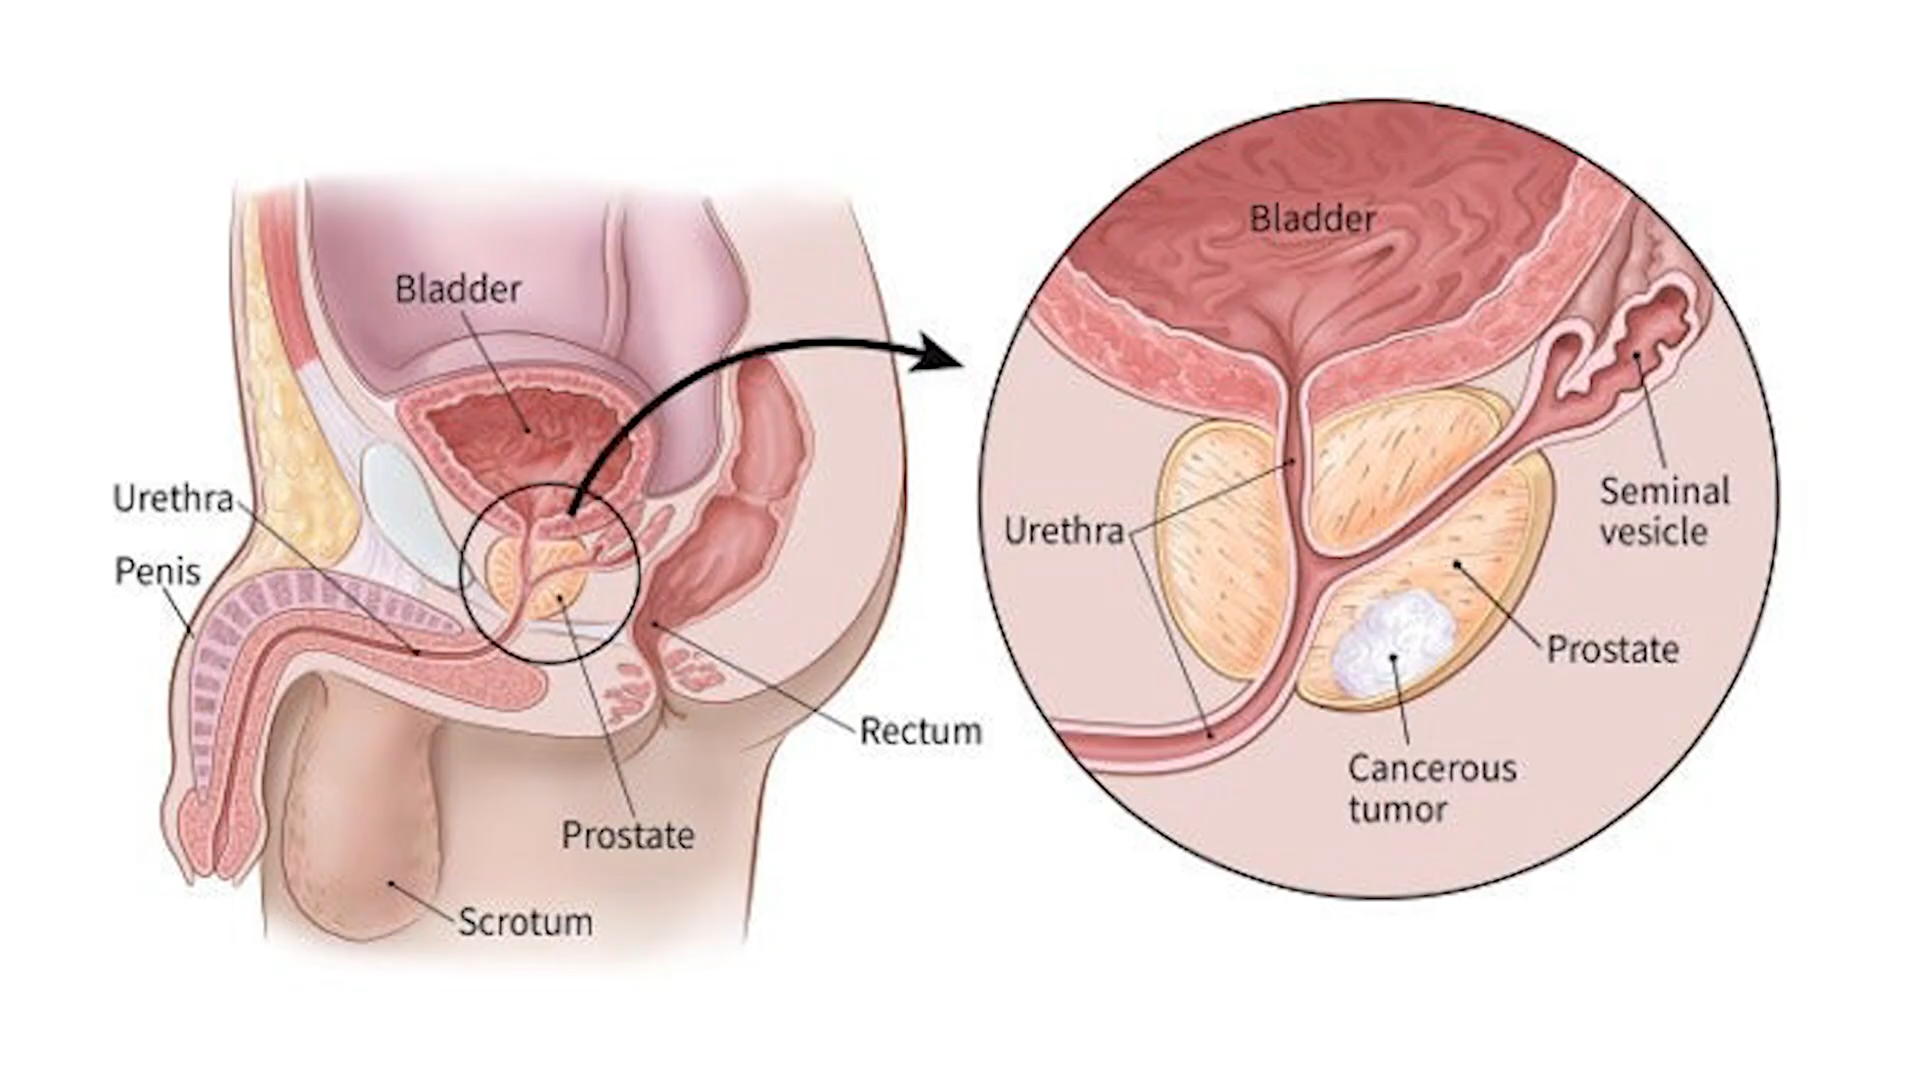 Bladder
Urethra
Penis
Rectum
Prostate
Scrotum
Bladder
Urethra
Seminal
vesicle
Prostate
Cancerous
tumor